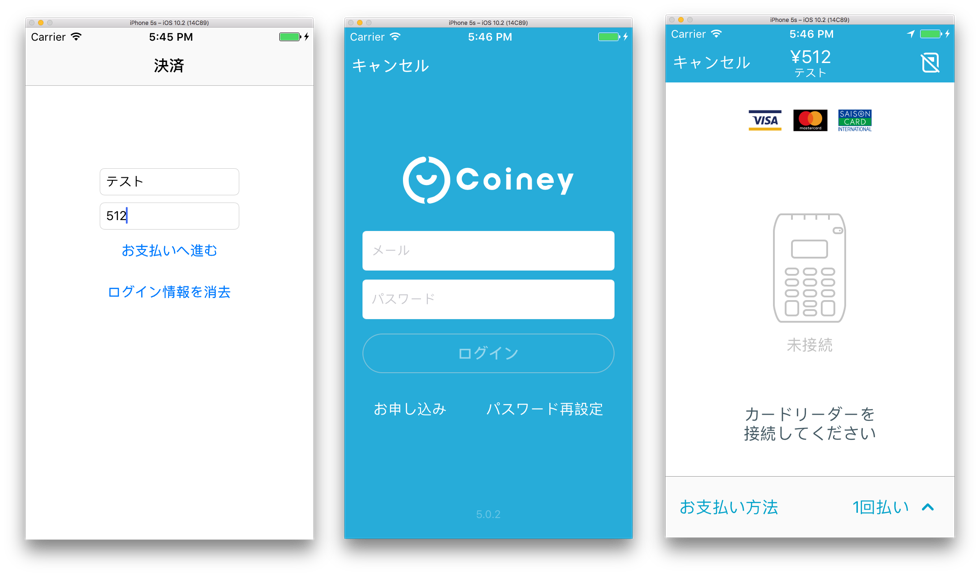 iPhone 5s – iOS 10.2 (14C89)
Carrier 5:45 PM
決済
テスト
512
お支払いへ進む
ログイン情報を消去
iPhone 5s – iOS 10.2 (14C89)
Carrier 5:46 PM
キャンセル
Coiney
メール
パスワード
ログイン
お申し込み パスワード再設定
5.0.2
iPhone 5s – iOS 10.2 (14C89)
Carrier 5:46 PM
キャンセル ¥512
テスト
VISA mastercard SAISON CARD INTERNATIONAL
未接続
カードリーダーを
接続してください
お支払い方法 1回払い